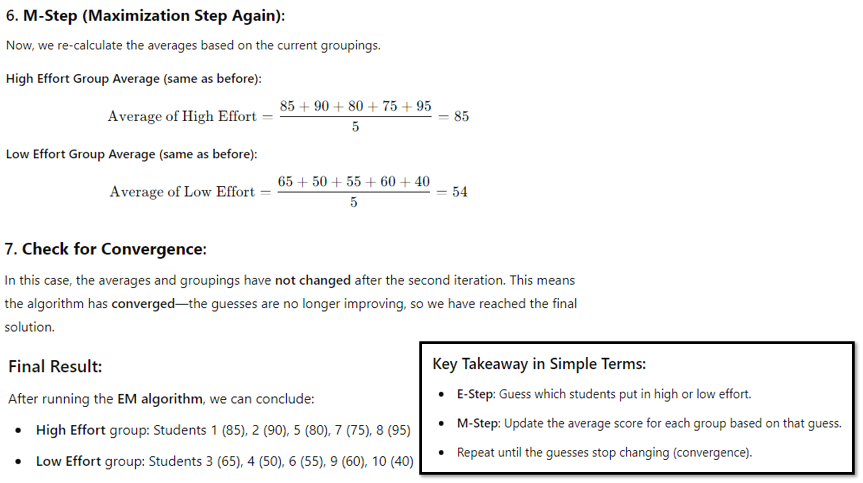 6. M-Step (Maximization Step Again):
Now, we re-calculate the averages based on the current groupings.
High Effort Group Average (same as before):
Average of High Effort = \frac{85 + 90 + 80 + 75 + 95}{5} = 85
Low Effort Group Average (same as before):
Average of Low Effort = \frac{65 + 50 + 55 + 60 + 40}{5} = 54
7. Check for Convergence:
In this case, the averages and groupings have not changed after the second iteration. This means
the algorithm has converged—the guesses are no longer improving, so we have reached the final
solution.
Final Result:
After running the EM algorithm, we can conclude:
• High Effort group: Students 1 (85), 2 (90), 5 (80), 7 (75), 8 (95)
• Low Effort group: Students 3 (65), 4 (50), 6 (55), 9 (60), 10 (40)
Key Takeaway in Simple Terms:
• E-Step: Guess which students put in high or low effort.
• M-Step: Update the average score for each group based on that guess.
• Repeat until the guesses stop changing (convergence).